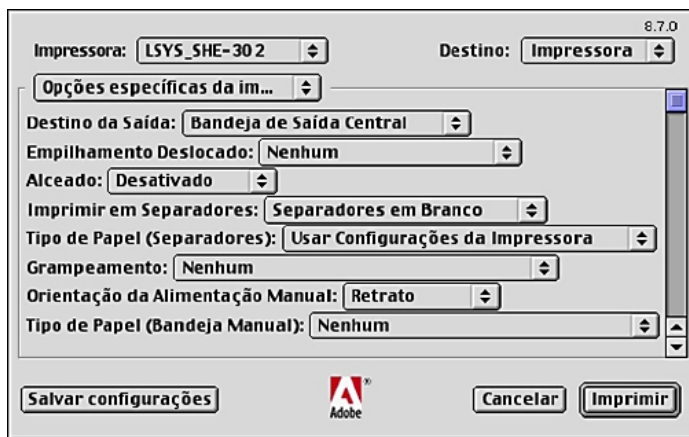 8.7.0
Impressora: LSYS_SHE-30 2 Destino: Impressora
Opções específicas da im...
Destino da Saída: Bandeja de Saída Central
Empilhamento Deslocado: Nenhum
Alceado: Desativado
Imprimir em Separadores: Separadores em Branco
Tipo de Papel (Separadores): Usar Configurações da Impressora
Grampeamento: Nenhum
Orientação da Alimentação Manual: Retrato
Tipo de Papel (Bandeja Manual): Nenhum
Salvar configurações Adobe® Cancelar Imprimir